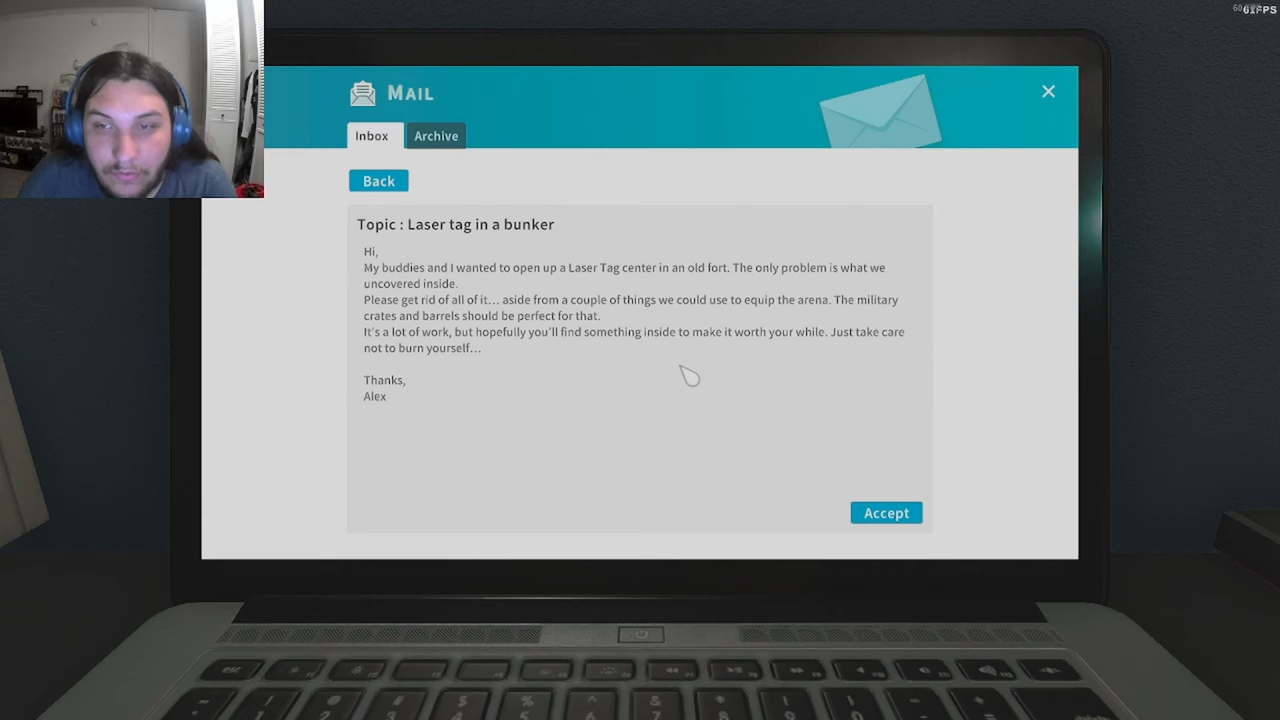 MAIL
Inbox
Archive
Back
Topic : Laser tag in a bunker
Hi,
My buddies and I wanted to open up a Laser Tag center in an old fort. The only problem is what we
uncovered inside.
Please get rid of all of it... aside from a couple of things we could use to equip the arena. The military
crates and barrels should be perfect for that.
It's a lot of work, but hopefully you'll find something inside to make it worth your while. Just take care
not to burn yourself...
Thanks,
Alex
Accept